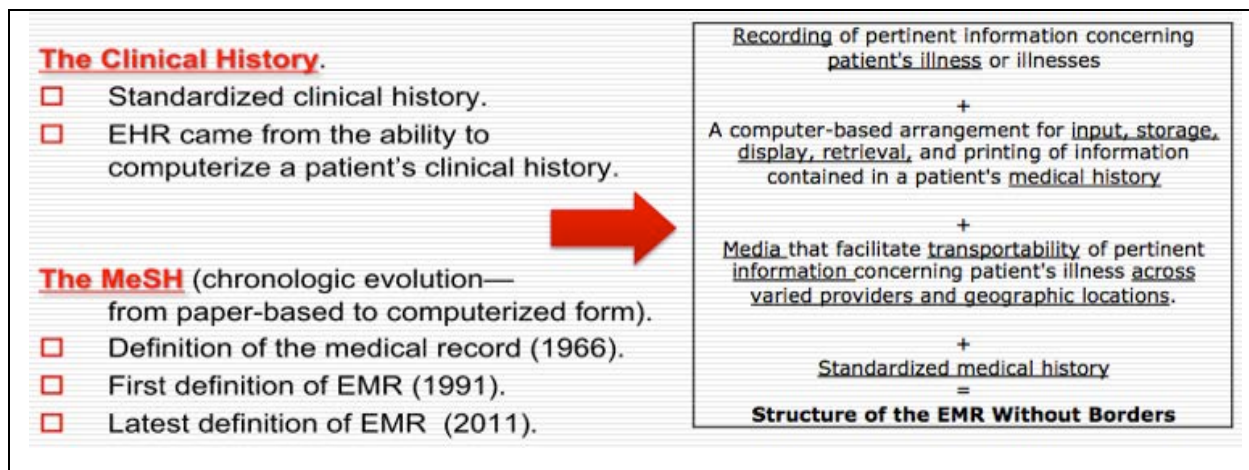 The Clinical History.
Standardized clinical history.
EHR came from the ability to
computerize a patient’s clinical history.
The MeSH (chronologic evolution—
from paper-based to computerized form).
Definition of the medical record (1966).
First definition of EMR (1991).
Latest definition of EMR (2011).
Recording of pertinent information concerning
patient's illness or illnesses
+
A computer-based arrangement for input, storage,
display, retrieval, and printing of information
contained in a patient's medical history
+
Media that facilitate transportability of pertinent
information concerning patient's illness across
varied providers and geographic locations.
+
Standardized medical history
=
Structure of the EMR Without Borders